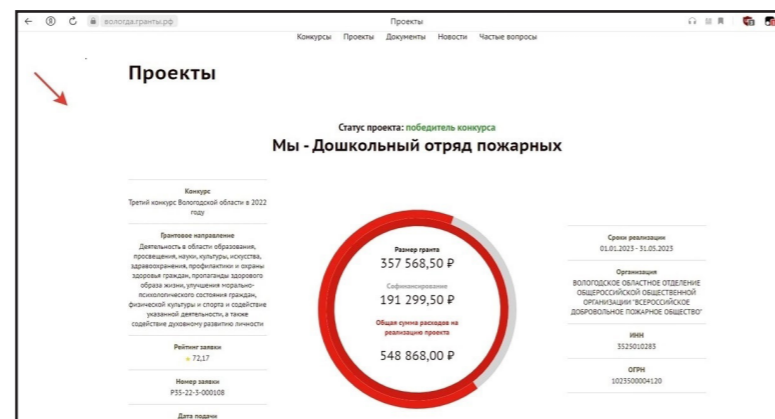 вологда.гранты.рф
Проекты
Конкурсы Проекты Документы Новости Частые вопросы
Проекты
Статус проекта: победитель конкурса
Мы - Дошкольный отряд пожарных
Конкурс
Третий конкурс Вологодской области в 2022
году
Грантовое направление
Деятельность в области образования,
просвещения, науки, культуры, искусства,
здравоохранения, профилактики и охраны
здоровья граждан, пропаганды здорового
образа жизни, улучшения морально-
психологического состояния граждан,
физической культуры и спорта и содействие
указанной деятельности, а также
содействие духовному развитию личности
Рейтинг заявки
72,17
Номер заявки
Р35-22-3-000108
Дата подачи
Размер гранта
357 568,50 ₽
Софинансирование
191 299,50 ₽
Общая сумма расходов на
реализацию проекта
548 868,00 ₽
Сроки реализации
01.01.2023 - 31.05.2023
Организация
ВОЛОГОДСКОЕ ОБЛАСТНОЕ ОТДЕЛЕНИЕ
ОБЩЕРОССИЙСКОЙ ОБЩЕСТВЕННОЙ
ОРГАНИЗАЦИИ "ВСЕРОССИЙСКОЕ
ДОБРОВОЛЬНОЕ ПОЖАРНОЕ ОБЩЕСТВО"
ИНН
3525010283
ОГРН
1023500004120